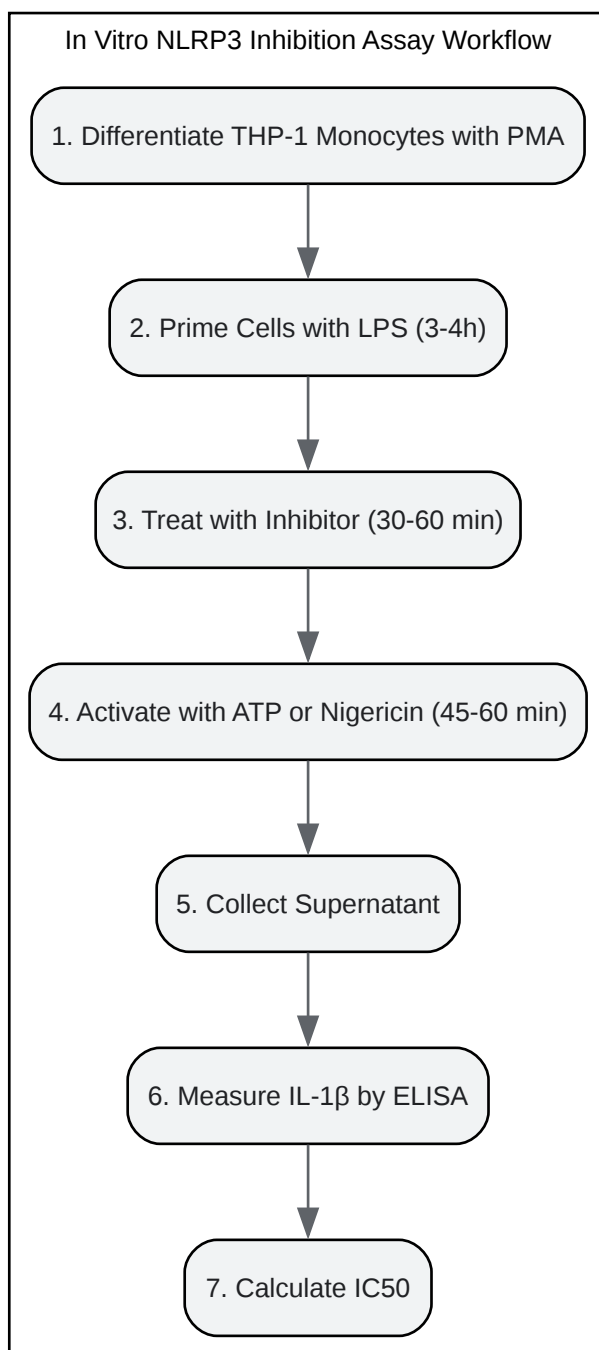 In Vitro NLRP3 Inhibition Assay Workflow
1. Differentiate THP-1 Monocytes with PMA
2. Prime Cells with LPS (3-4h)
3. Treat with Inhibitor (30-60 min)
4. Activate with ATP or Nigericin (45-60 min)
5. Collect Supernatant
6. Measure IL-1β by ELISA
7. Calculate IC50